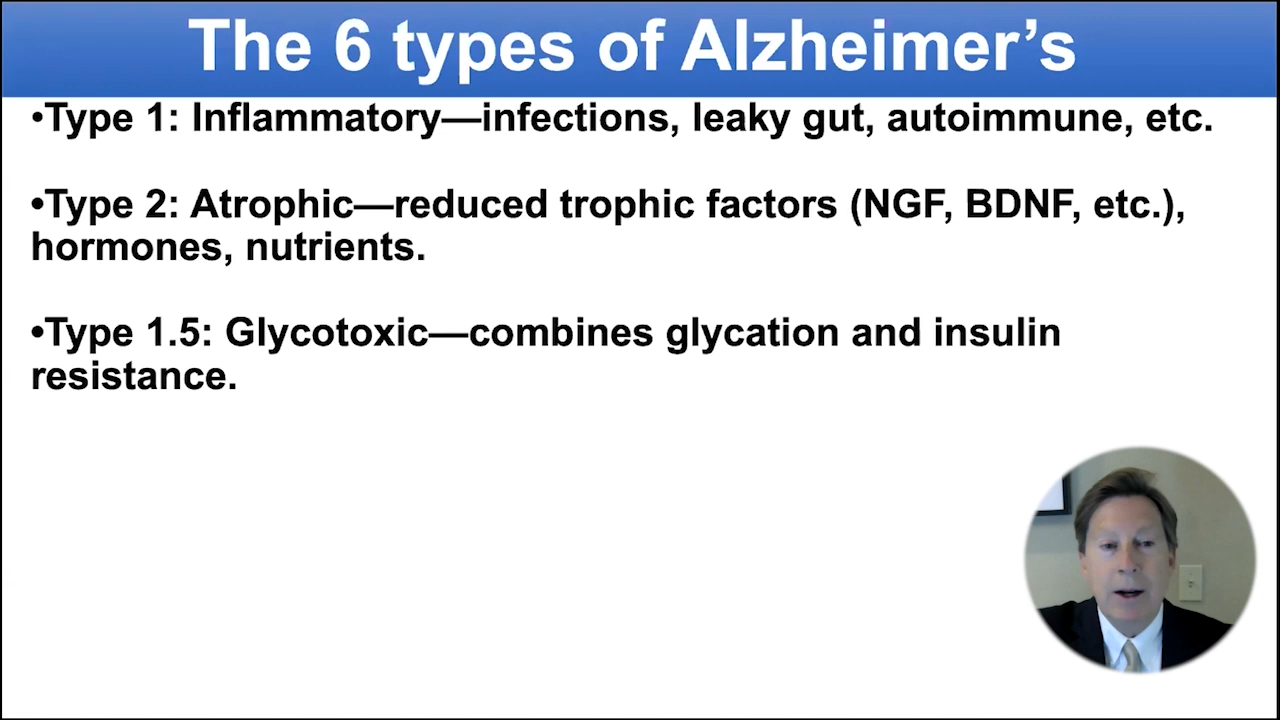 The 6 types of Alzheimer’s
•Type 1: Inflammatory—infections, leaky gut, autoimmune, etc.
•Type 2: Atrophic—reduced trophic factors (NGF, BDNF, etc.),
hormones, nutrients.
•Type 1.5: Glycotoxic—combines glycation and insulin
resistance.